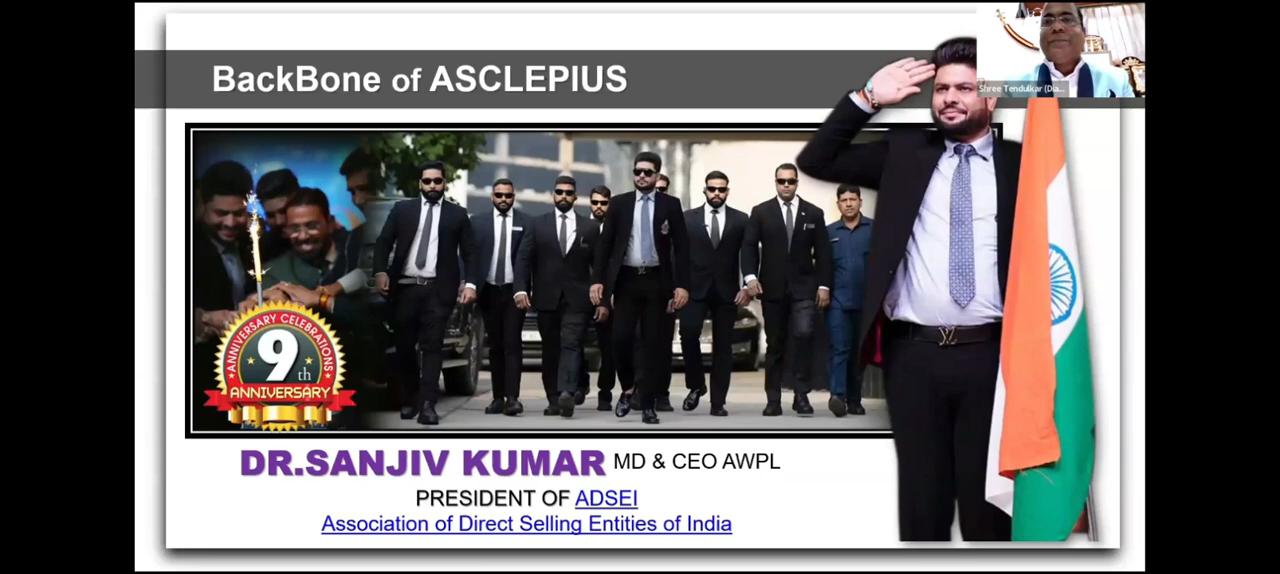 BackBone of ASCLEPIUS
Shree Tendulkar (Dia...
ANNIVERSARY CELEBRATIONS
9th
ANNIVERSARY
DR.SANJIV KUMAR MD & CEO AWPL
PRESIDENT OF ADSEI
Association of Direct Selling Entities of India